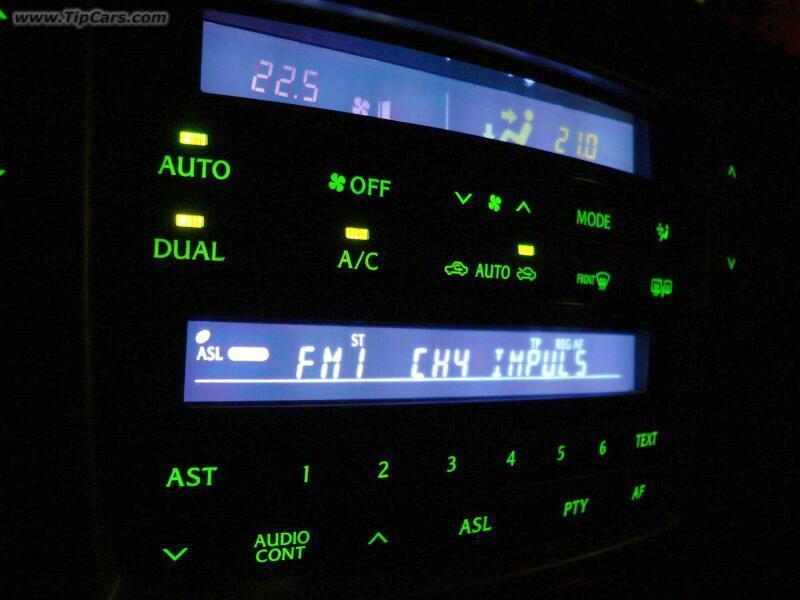 www.TipCars.com
22.5
21.0
AUTO
OFF
MODE
DUAL
A/C
AUTO
FRONT
ASL
ST
TP
REG AF
FM1 CH4 IMPULS
AST 1 2 3 4 5 6 TEXT
AUDIO
CONT
ASL
PTY
AF